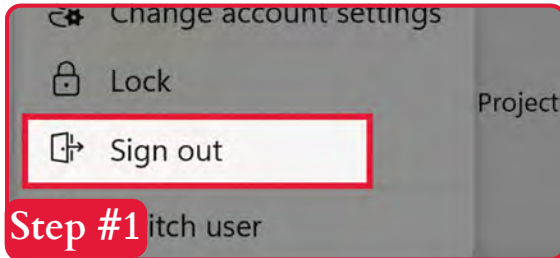 Change account settings
Lock
Project
Sign out
Step #1
itch user